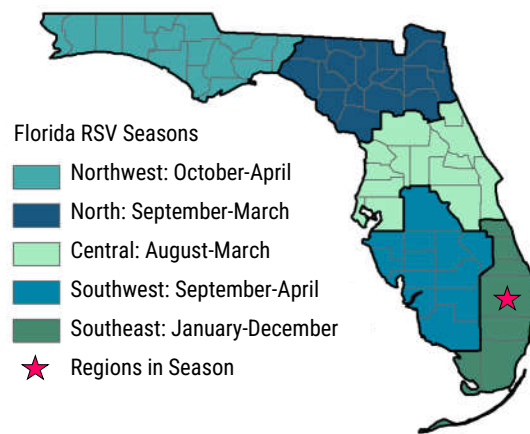 Florida RSV Seasons
Northwest: October-April
North: September-March
Central: August-March
Southwest: September-April
Southeast: January-December
Regions in Season